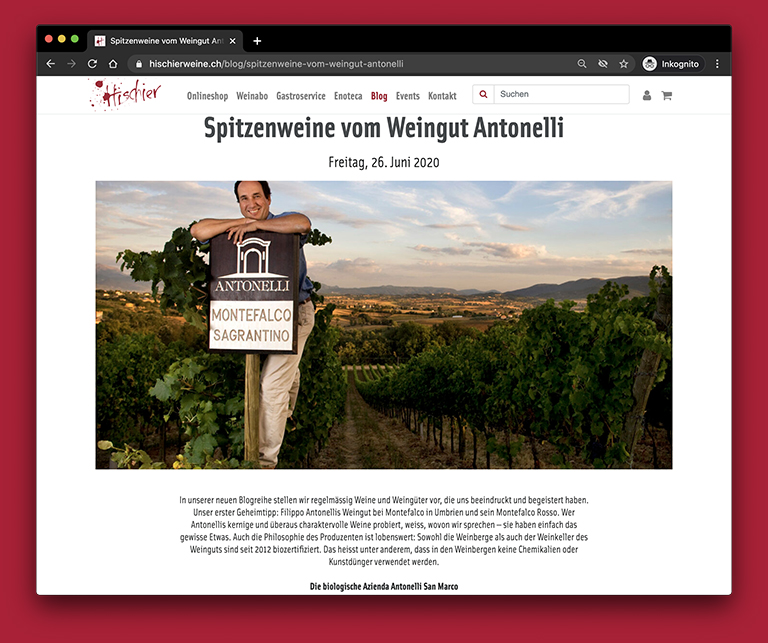 Spitzenweine vom Weingut Ant
hischierweine.ch/blog/spitzenweine-vom-weingut-antonelli
Inkognito
Hischier
Onlineshop Weinabo Gastroservice Enoteca Blog Events Kontakt
Suchen
Spitzenweine vom Weingut Antonelli
Freitag, 26. Juni 2020
ANTONELLI
MONTEFALCO
SAGRANTINO
In unserer neuen Blogreihe stellen wir regelmässig Weine und Weingüter vor, die uns beeindruckt und begeistert haben.
Unser erster Geheimtipp: Filippo Antonellis Weingut bei Montefalco in Umbrien und sein Montefalco Rosso. Wer
Antonellis kernige und überaus charaktervolle Weine probiert, weiss, wovon wir sprechen – sie haben einfach das
gewisse Etwas. Auch die Philosophie des Produzenten ist lobenswert: Sowohl die Weinberge als auch der Weinkeller des
Weinguts sind seit 2012 biozertifiziert. Das heisst unter anderem, dass in den Weinbergen keine Chemikalien oder
Kunstdünger verwendet werden.
Die biologische Azienda Antonelli San Marco